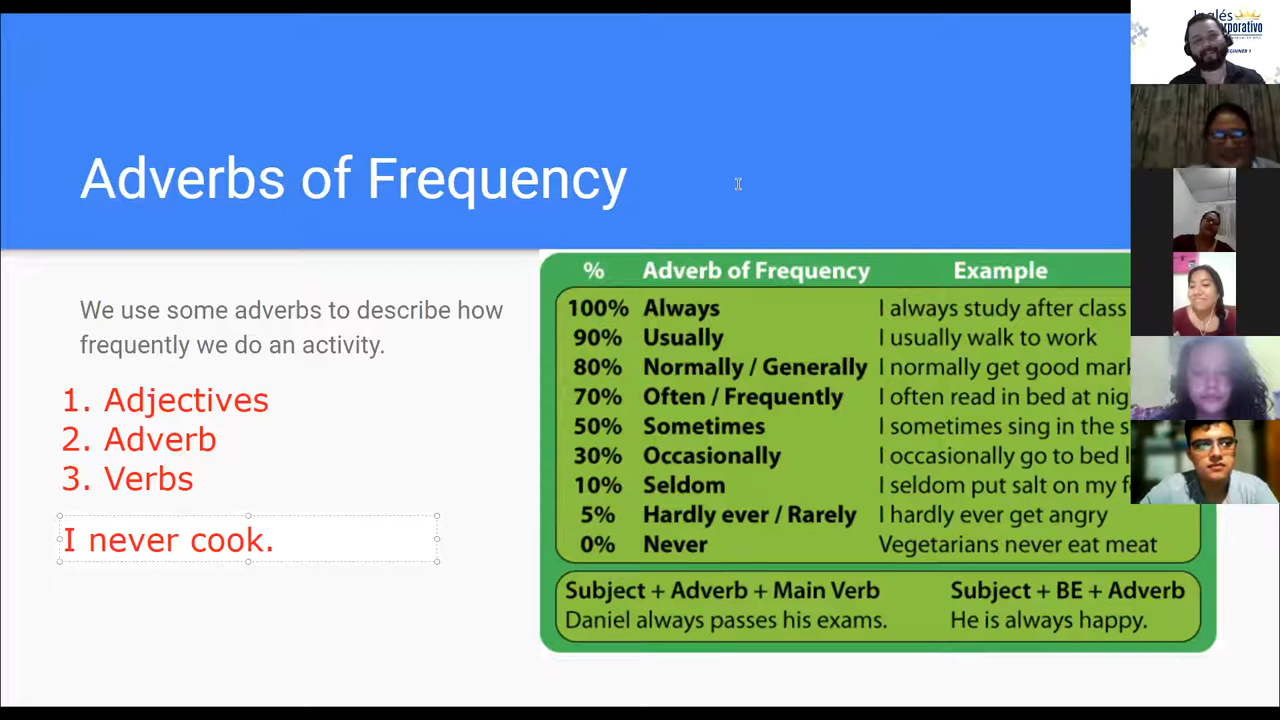 Adverbs of Frequency
We use some adverbs to describe how
frequently we do an activity.
1. Adjectives
2. Adverb
3. Verbs
I never cook.
% Adverb of Frequency Example
100% Always I always study after class
90% Usually I usually walk to work
80% Normally / Generally I normally get good
70% Often / Frequently I often read in bed at
50% Sometimes I sometimes sing in the
30% Occasionally I occasionally go to bed
10% Seldom I seldom put salt on my
5% Hardly ever / Rarely I hardly ever get angry
0% Never Vegetarians never eat meat
Subject + Adverb + Main Verb Subject + BE + Adverb
Daniel always passes his exams. He is always happy.
Inglés